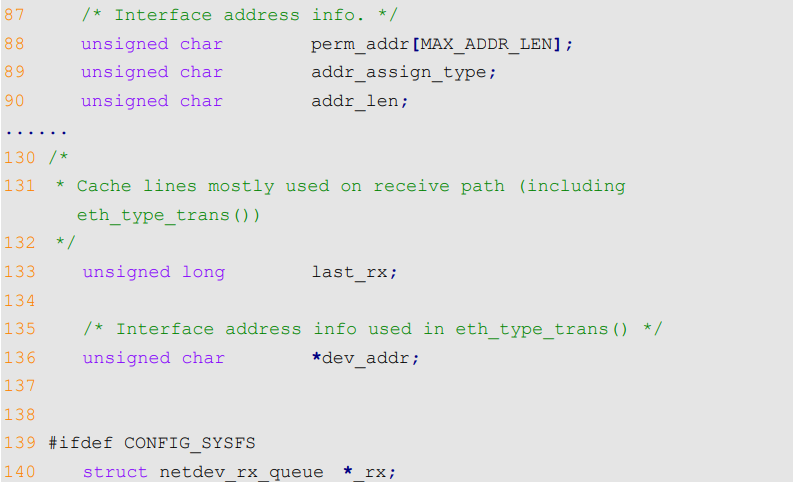 87 /* Interface address info. */
88 unsigned char perm_addr[MAX_ADDR_LEN];
89 unsigned char addr_assign_type;
90 unsigned char addr_len;
......
130 /*
131 * Cache lines mostly used on receive path (including
eth_type_trans())
132 */
133 unsigned long last_rx;
134
135 /* Interface address info used in eth_type_trans() */
136 unsigned char *dev_addr;
137
138
139 #ifdef CONFIG_SYSFS
140 struct netdev_rx_queue *_rx;